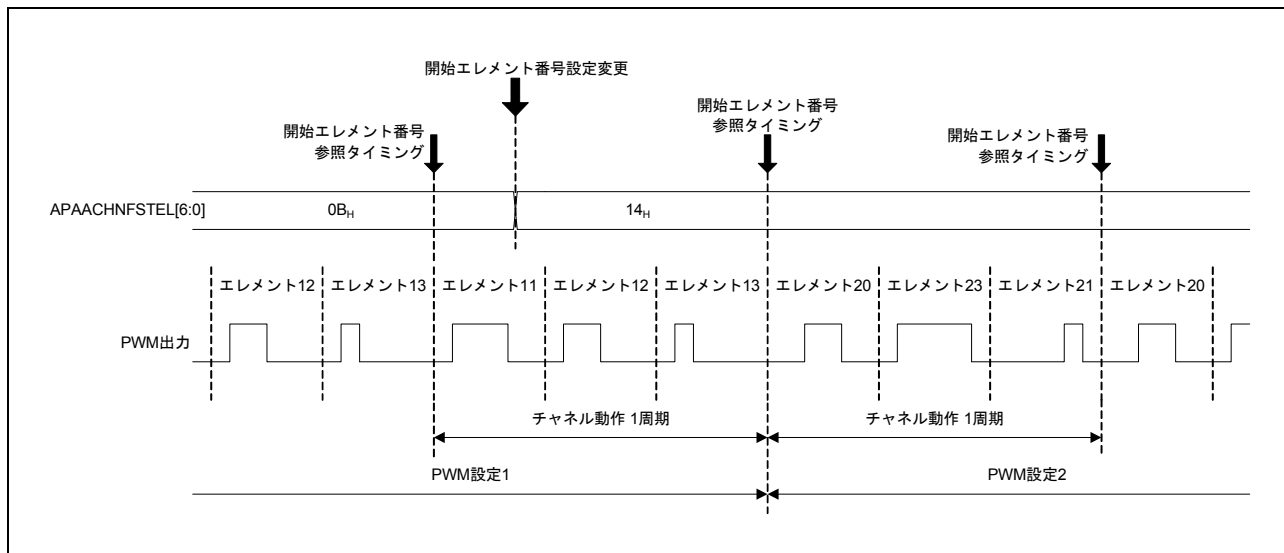 開始エレメント番号設定変更
開始エレメント番号
参照タイミング
開始エレメント番号
参照タイミング
開始エレメント番号
参照タイミング
APAACHNFSTEL[6:0]
0BH
14H
エレメント12
エレメント13
エレメント11
エレメント12
エレメント13
エレメント20
エレメント23
エレメント21
エレメント20
PWM出力
チャネル動作 1周期
チャネル動作 1周期
PWM設定1
PWM設定2